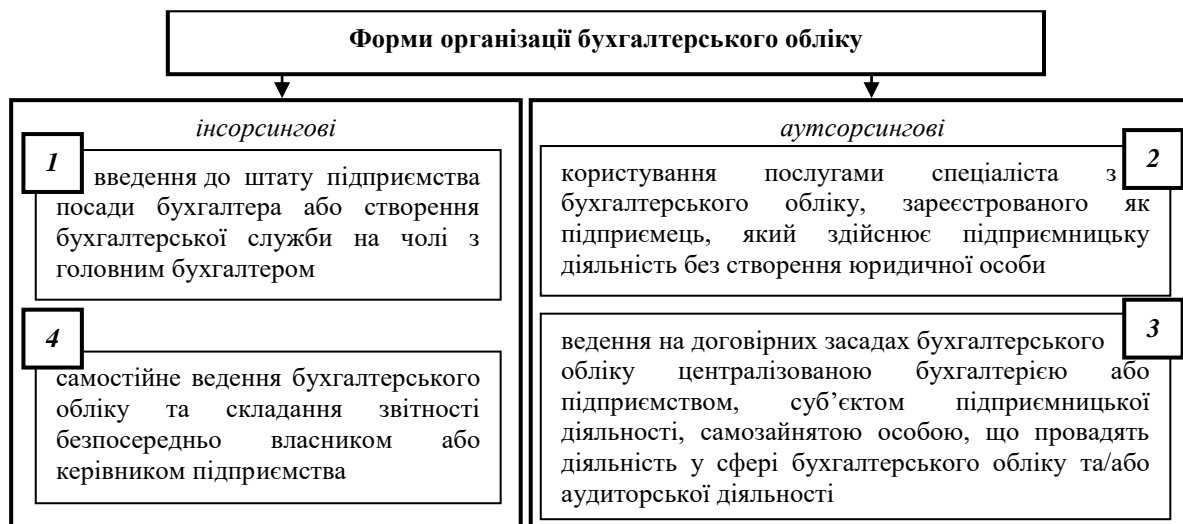 Форми організації бухгалтерського обліку
інсорсингові
1
введення до штату підприємства
посади бухгалтера або створення
бухгалтерської служби на чолі з
головним бухгалтером
4
самостійне ведення бухгалтерського
обліку та складання звітності
безпосередньо власником або
керівником підприємства
аутсорсингові
2
користування послугами спеціаліста з
бухгалтерського обліку, зареєстрованого як
підприємець, який здійснює підприємницьку
діяльність без створення юридичної особи
3
ведення на договірних засадах бухгалтерського
обліку централізованою бухгалтерією або
підприємством, суб’єктом підприємницької
діяльності, самозайнятою особою, що провадять
діяльність у сфері бухгалтерського обліку та/або
аудиторської діяльності